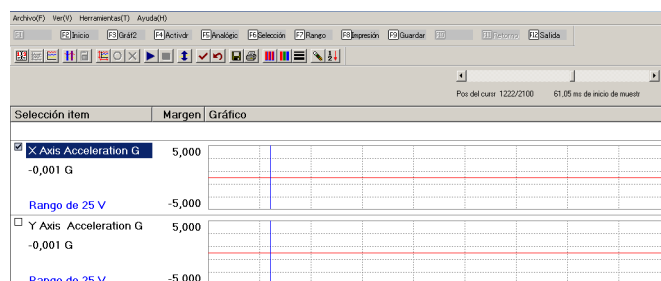 Archivo(F) Ver(V) Herramientas(T) Ayuda(H)
F1 F2 Inicio F3 Gráf2 F4 Activdr F5 Analógic F6 Selección F7 Rango F8 Impresión F9 Guardar F10 F11 Retorno F12 Salida
Pos del cursr 1222/2100 61,05 ms de inicio de muestr
Selección item Margen Gráfico
X Axis Acceleration G 5,000
-0,001 G
Rango de 25 V -5,000
Y Axis Acceleration G 5,000
-0,001 G
Rango de 25 V -5,000